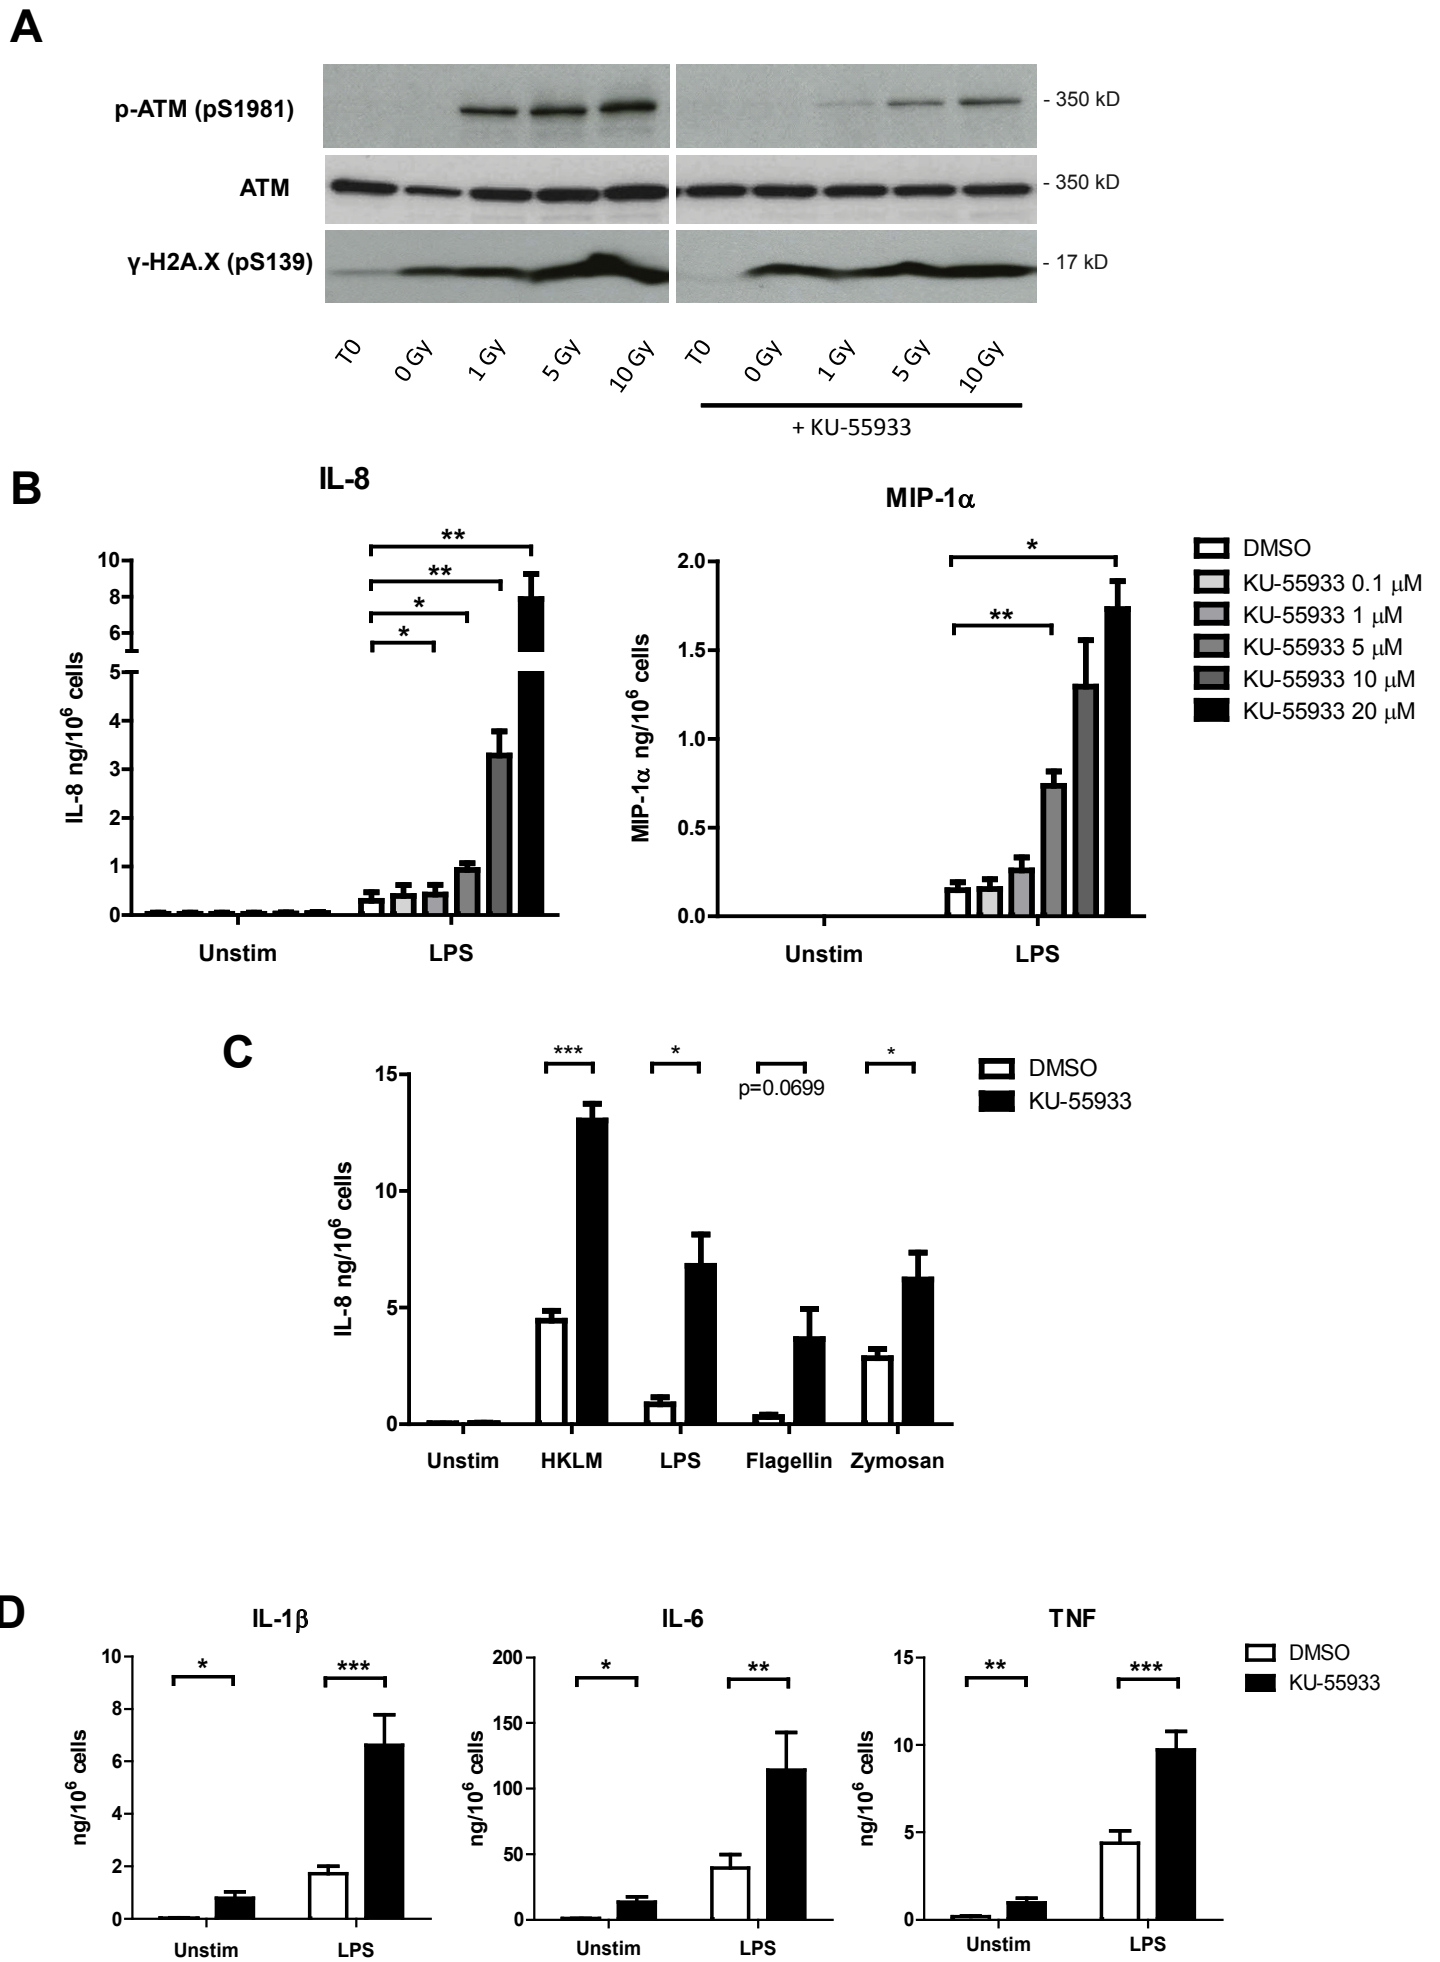 A
p-ATM (pS1981)
- 350 kD
ATM
- 350 kD
γ-H2A.X (pS139)
- 17 kD
T0 0 Gy 1 Gy 5 Gy 10 Gy T0 0 Gy 1 Gy 5 Gy 10 Gy
+ KU-55933
B
IL-8
IL-8 ng/10⁶ cells
10
8
6
5
4
3
2
1
0
**
**
*
*
Unstim LPS
MIP-1α
MIP-1α ng/10⁶ cells
2.0
1.5
1.0
0.5
0.0
*
**
Unstim LPS
DMSO
KU-55933 0.1 μM
KU-55933 1 μM
KU-55933 5 μM
KU-55933 10 μM
KU-55933 20 μM
C
IL-8 ng/10⁶ cells
15
10
5
0
*** * *
p=0.0699
Unstim HKLM LPS Flagellin Zymosan
DMSO
KU-55933
D
IL-1β
ng/10⁶ cells
10
8
6
4
2
0
* ***
Unstim LPS
IL-6
ng/10⁶ cells
200
150
100
50
0
* **
Unstim LPS
TNF
ng/10⁶ cells
15
10
5
0
** ***
Unstim LPS
DMSO
KU-55933